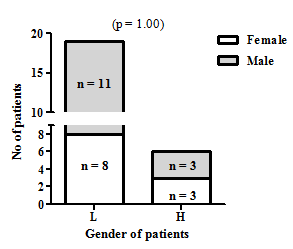 (p = 1.00)
Female
Male
No of patients
20
15
10
8
6
4
2
0
n = 11
n = 8
n = 3
n = 3
L
H
Gender of patients